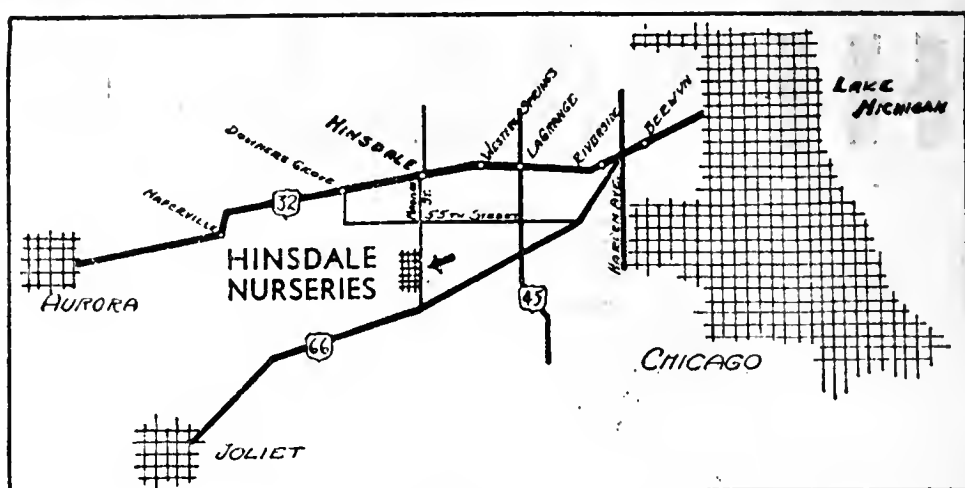 LAKE
MICHIGAN
BERWYN
RIVERSIDE
WESTERN SPRINGS
LAGRANGE
HINSDALE
DOWNERS GROVE
NAPERVILLE
32
ST.
55TH STREET
HARLEM AVE.
HINSDALE
NURSERIES
AURORA
45
66
CHICAGO
JOLIET